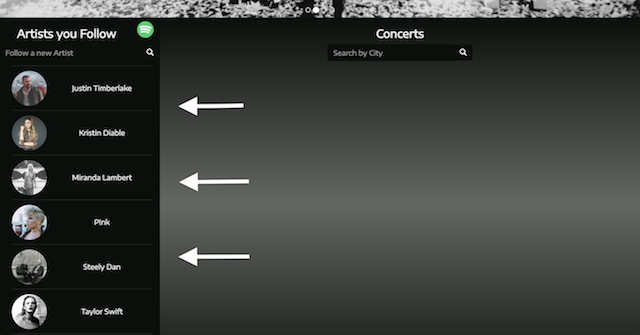 Artists you Follow
Follow a new Artist
Justin Timberlake
Kristin Diable
Miranda Lambert
P!nk
Steely Dan
Taylor Swift
Concerts
Search by City